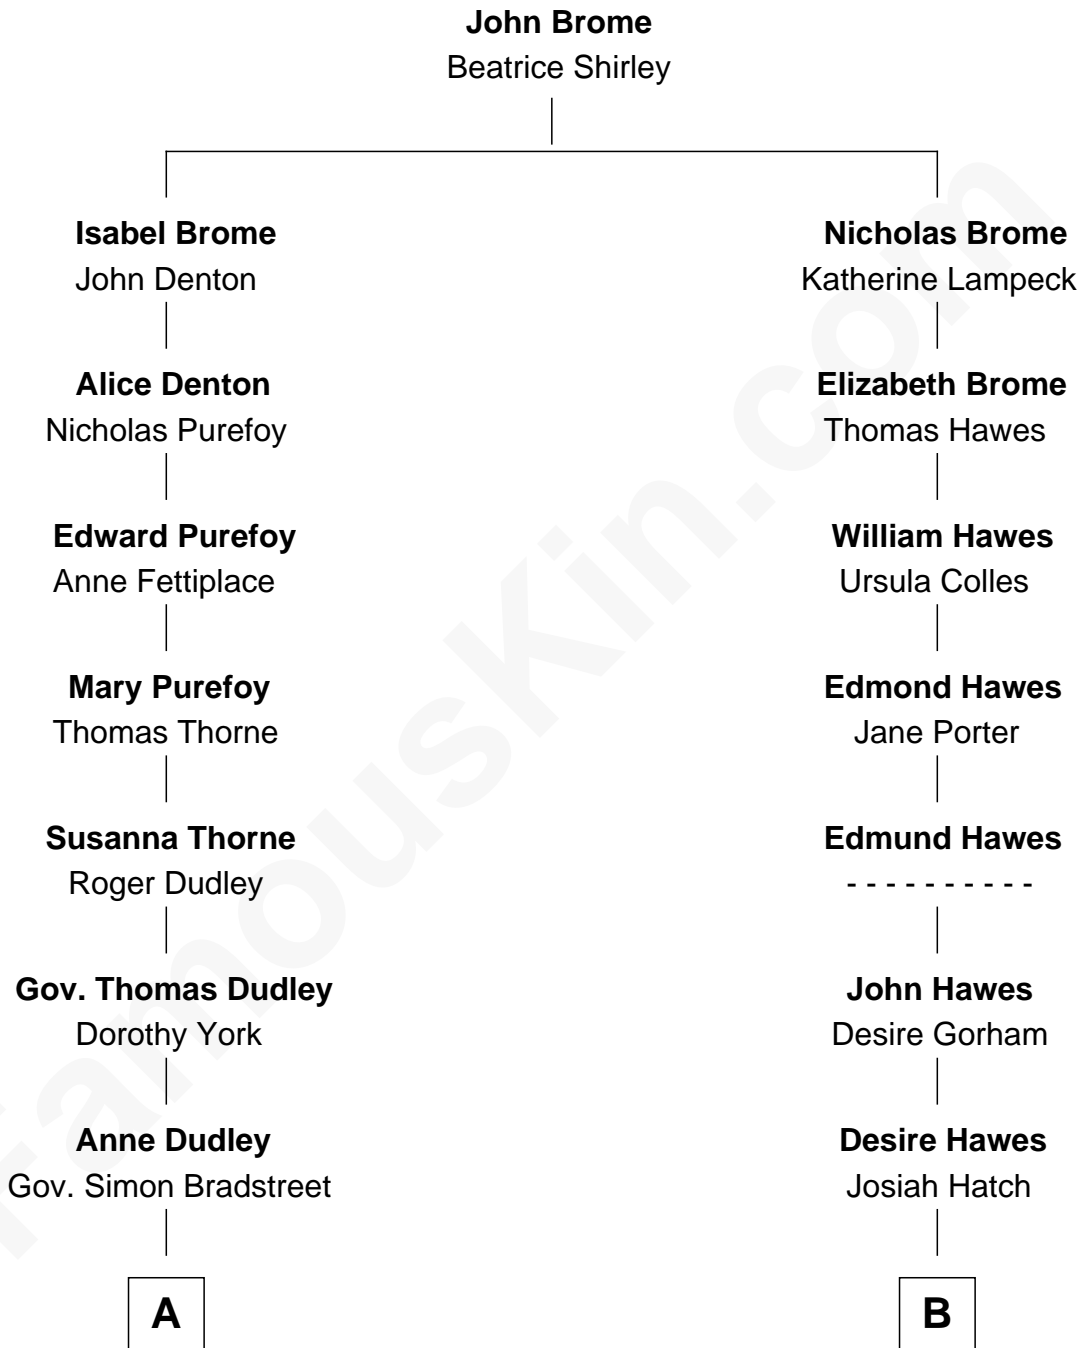 John Brome
Beatrice Shirley
Isabel Brome
John Denton
Nicholas Brome
Katherine Lampeck
Alice Denton
Nicholas Purefoy
Elizabeth Brome
Thomas Hawes
Edward Purefoy
Anne Fettiplace
William Hawes
Ursula Colles
Mary Purefoy
Thomas Thorne
Edmond Hawes
Jane Porter
Susanna Thorne
Roger Dudley
Edmund Hawes
- - - - - - - - - -
Gov. Thomas Dudley
Dorothy York
John Hawes
Desire Gorham
Anne Dudley
Gov. Simon Bradstreet
Desire Hawes
Josiah Hatch
A
B
FamousKin.com